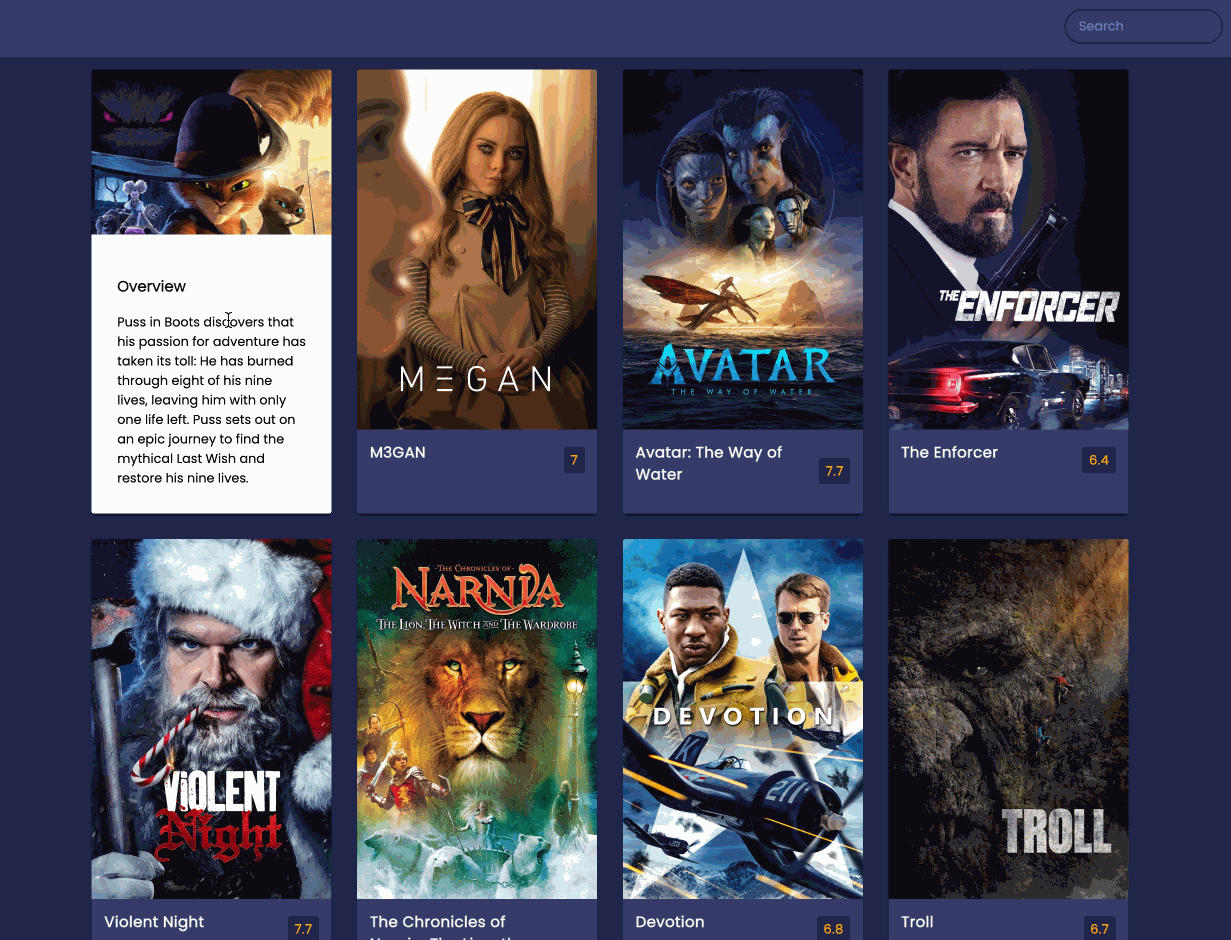 Search
Overview
Puss in Boots discovers that
his passion for adventure has
taken its toll: He has burned
through eight of his nine
lives, leaving him with only
one life left. Puss sets out on
an epic journey to find the
mythical Last Wish and
restore his nine lives.
M3GAN
M3GAN
7
AVATAR
THE WAY OF WATER
Avatar: The Way of
Water
7.7
THE ENFORCER
The Enforcer
6.4
VIOLENT
Night
Violent Night
7.7
THE CHRONICLES OF
NARNIA
THE LION, THE WITCH AND THE WARDROBE
The Chronicles of
DEVOTION
211
Devotion
6.8
TROLL
Troll
6.7